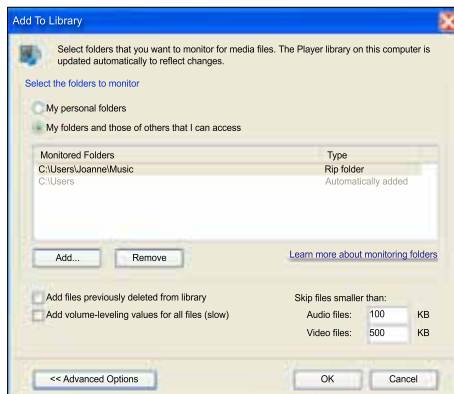 Add To Library
Select folders that you want to monitor for media files. The Player library on this computer is
updated automatically to reflect changes.
Select the folders to monitor
My personal folders
My folders and those of others that I can access
Monitored Folders Type
C:\Users\Joanne\Music Rip folder
C:\Users Automatically added
Add... Remove Learn more about monitoring folders
Add files previously deleted from library Skip files smaller than:
Add volume-leveling values for all files (slow) Audio files: 100 KB
Video files: 500 KB
<< Advanced Options OK Cancel